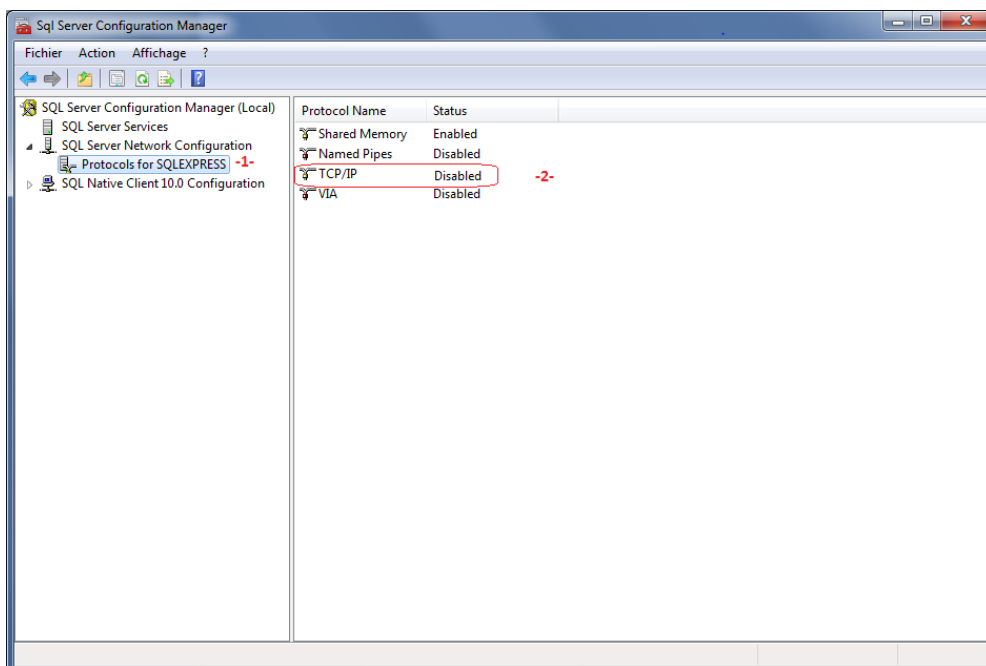 Sql Server Configuration Manager
Fichier Action Affichage ?
SQL Server Configuration Manager (Local)
SQL Server Services
SQL Server Network Configuration
Protocols for SQLEXPRESS -1-
SQL Native Client 10.0 Configuration
Protocol Name Status
Shared Memory Enabled
Named Pipes Disabled
TCP/IP Disabled -2-
VIA Disabled